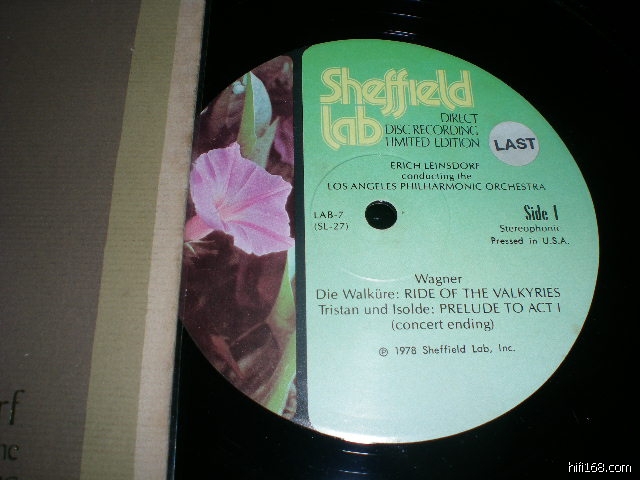 Sheffield
lab
DIRECT
DISC RECORDING
LIMITED EDITION
LAST
ERICH LEINSDORF
conducting the
LOS ANGELES PHILHARMONIC ORCHESTRA
LAB-7
(SL-27)
Side 1
Stereophonic
Pressed in U.S.A.
Wagner
Die Walküre: RIDE OF THE VALKYRIES
Tristan und Isolde: PRELUDE TO ACT I
(concert ending)
℗ 1978 Sheffield Lab, Inc.
hifi168.com